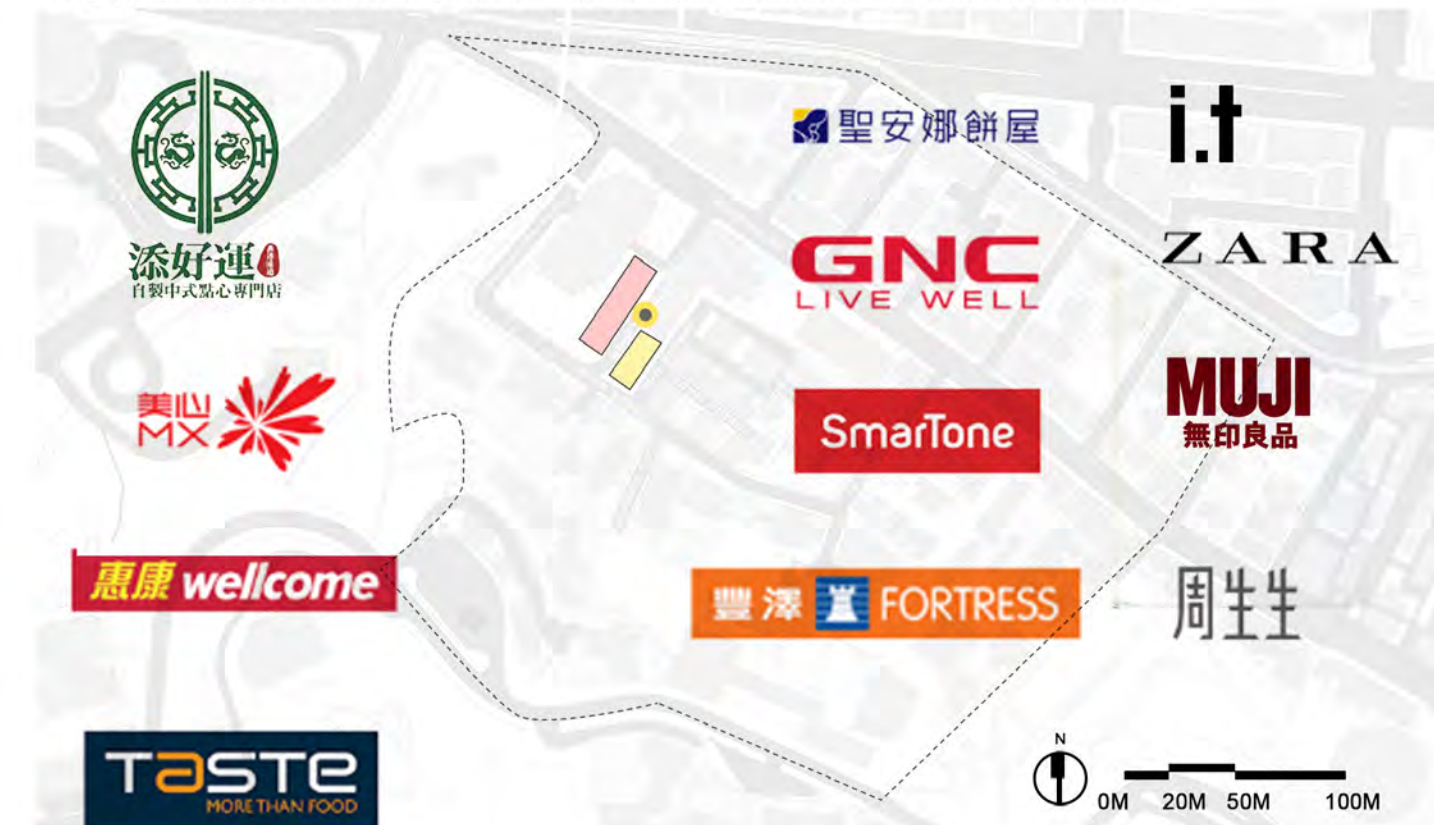 添好運
自製中式點心專門店
聖安娜餅屋
i.t
GNC
LIVE WELL
ZARA
美心
MX
SmarTone
MUJI
無印良品
惠康 wellcome
豐澤 FORTRESS
周生生
TaSTe
MORE THAN FOOD
N
0M 20M 50M 100M